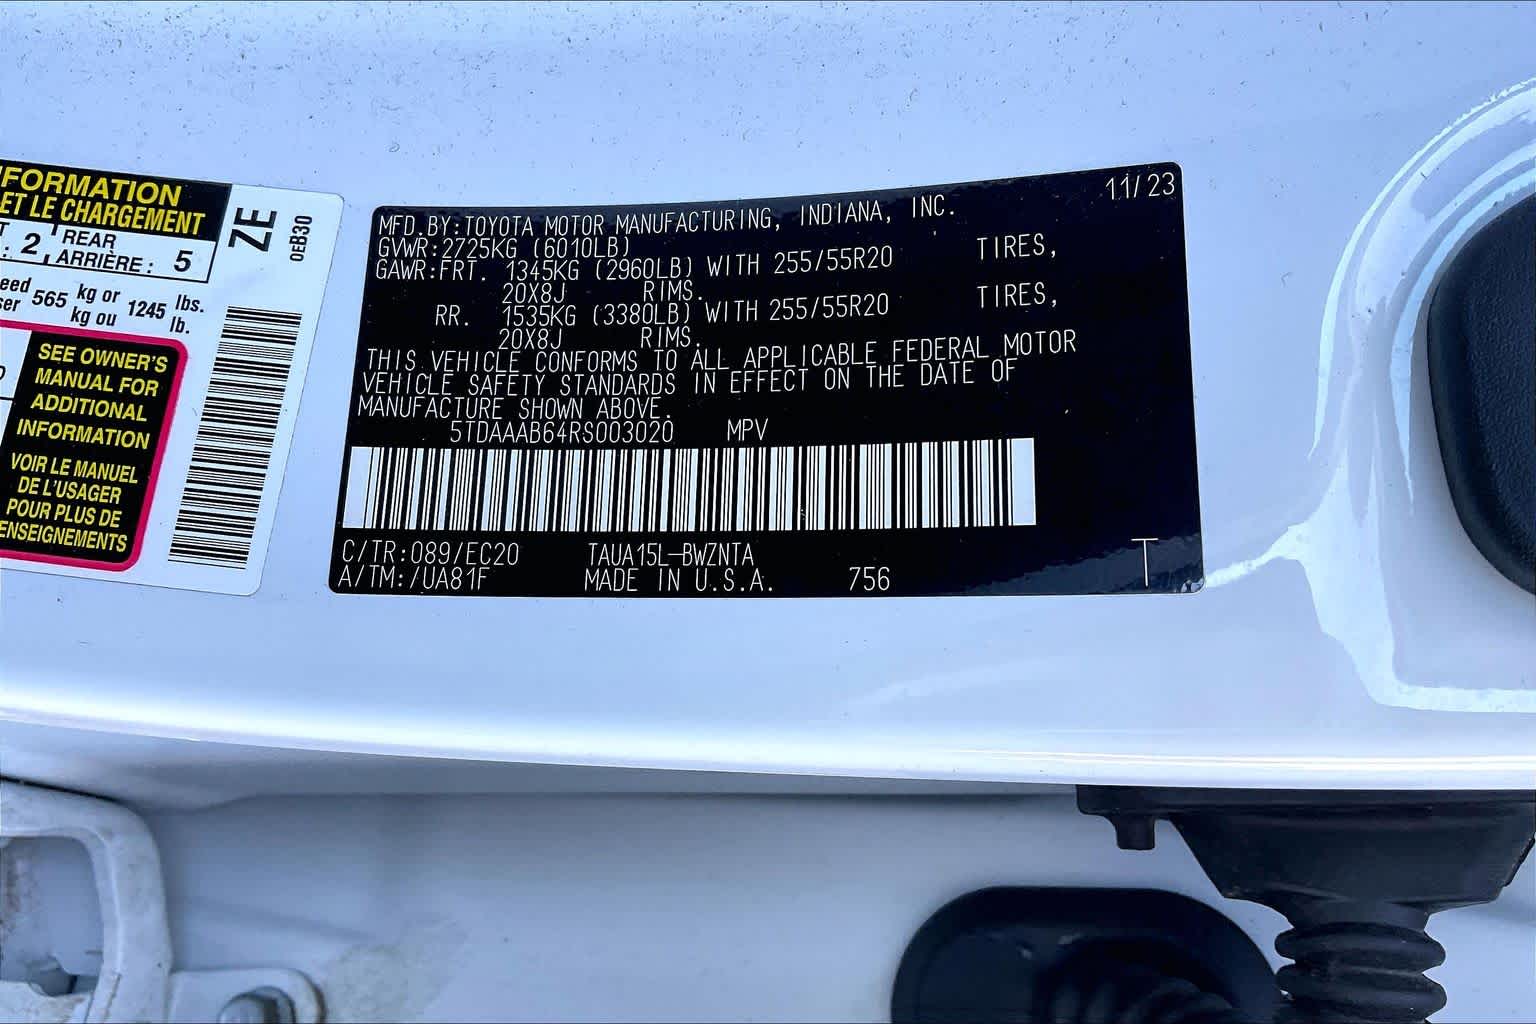 FORMATION
ET LE CHARGEMENT
2, REAR
ARRIÈRE : 5
565 kg or 1245 lbs.
kg ou lb.
SEE OWNER'S
MANUAL FOR
ADDITIONAL
INFORMATION
VOIR LE MANUEL
DE L'USAGER
POUR PLUS DE
ENSEIGNEMENTS
ZE
0EB30
11/23
MFD.BY:TOYOTA MOTOR MANUFACTURING, INDIANA, INC.
GVWR:2725KG (6010LB)
GAWR:FRT. 1345KG (2960LB) WITH 255/55R20 TIRES,
20X8J RIMS.
RR. 1535KG (3380LB) WITH 255/55R20 TIRES,
20X8J RIMS.
THIS VEHICLE CONFORMS TO ALL APPLICABLE FEDERAL MOTOR
VEHICLE SAFETY STANDARDS IN EFFECT ON THE DATE OF
MANUFACTURE SHOWN ABOVE.
5TDAAAB64RS003020 MPV
C/TR:089/EC20 TAUA15L-BWZNTA
A/TM:/UA81F MADE IN U.S.A. 756
T